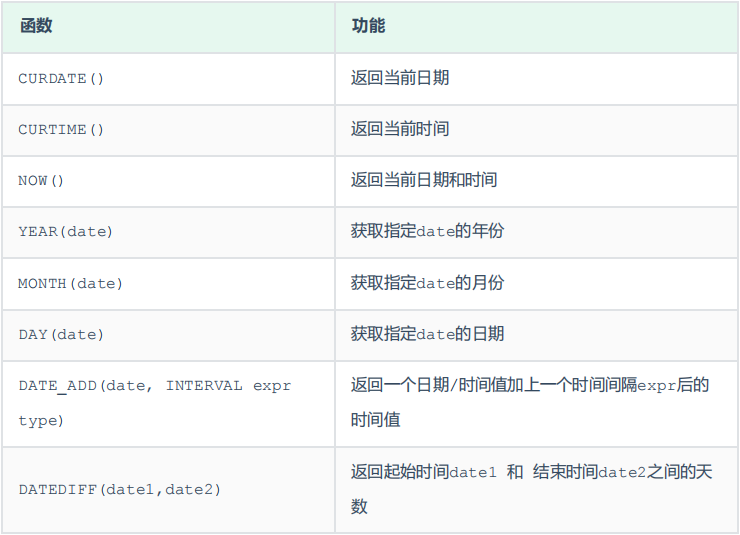 函数 功能
CURDATE() 返回当前日期
CURTIME() 返回当前时间
NOW() 返回当前日期和时间
YEAR(date) 获取指定date的年份
MONTH(date) 获取指定date的月份
DAY(date) 获取指定date的日期
DATE_ADD(date, INTERVAL expr
type)
返回一个日期/时间值加上一个时间间隔expr后的
时间值
DATEDIFF(date1,date2)
返回起始时间date1 和 结束时间date2之间的天
数